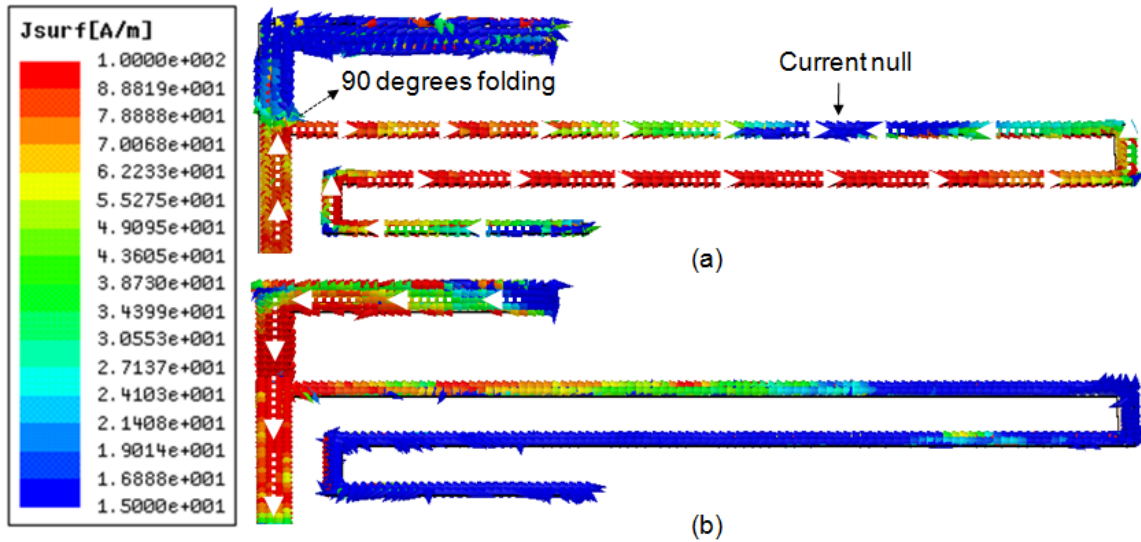 Jsurf[A/m]
1.0000e+002
8.8819e+001
7.8888e+001
7.0068e+001
6.2233e+001
5.5275e+001
4.9095e+001
4.3605e+001
3.8730e+001
3.4399e+001
3.0553e+001
2.7137e+001
2.4103e+001
2.1408e+001
1.9014e+001
1.6888e+001
1.5000e+001
90 degrees folding
Current null
(a)
(b)